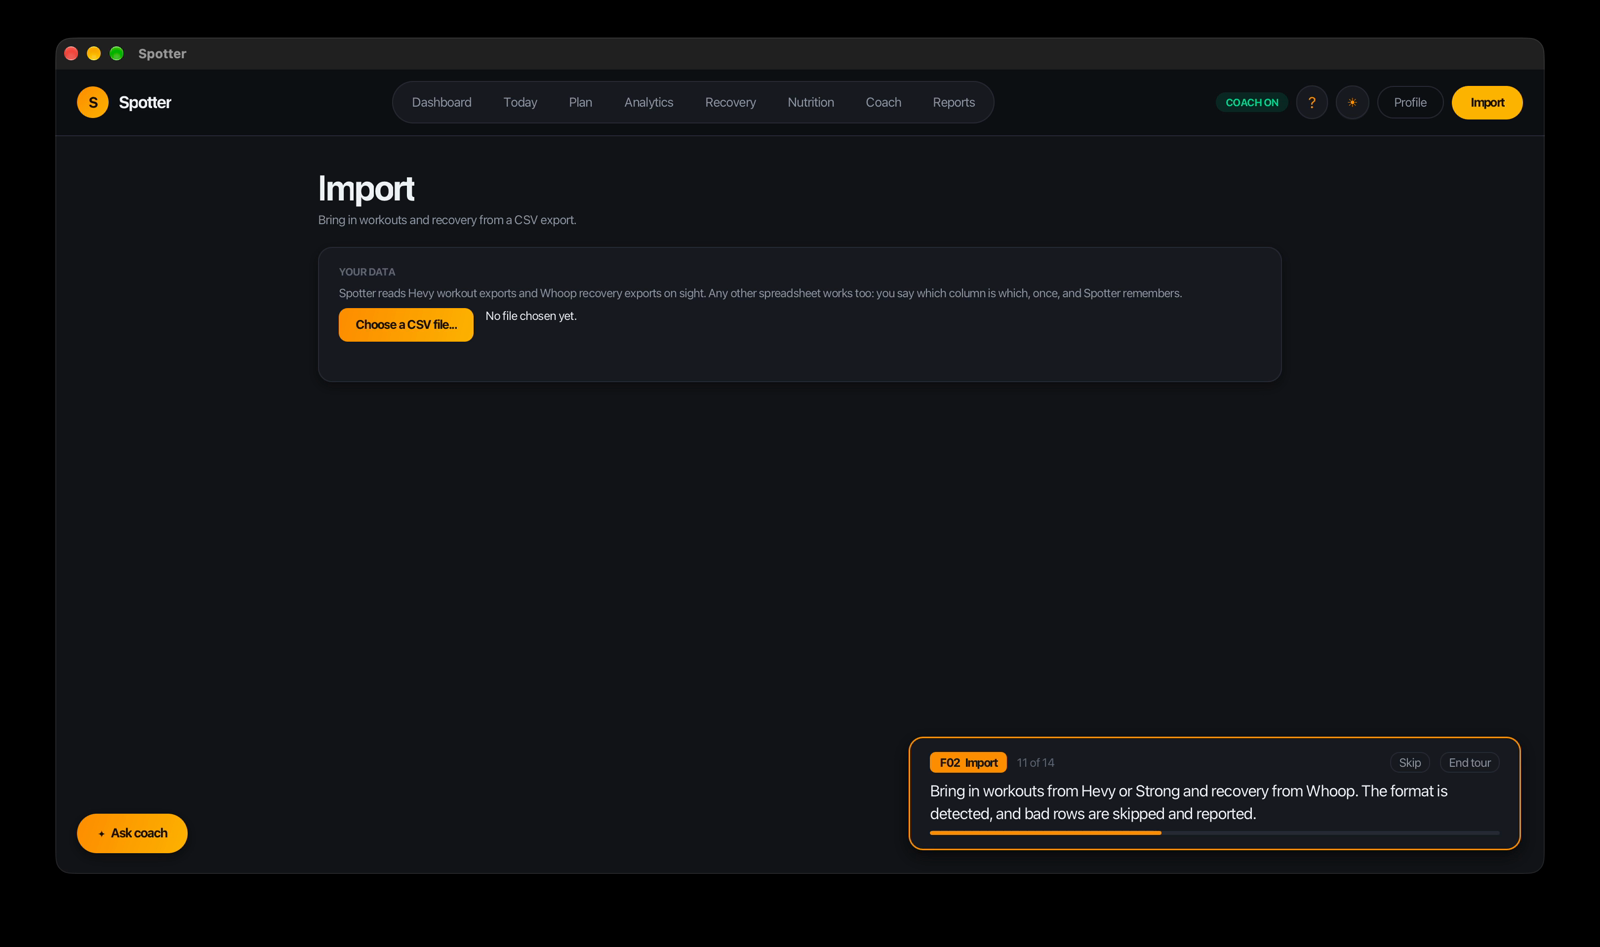 Spotter
S Spotter
Dashboard Today Plan Analytics Recovery Nutrition Coach Reports
COACH ON ? ☀ Profile Import
Import
Bring in workouts and recovery from a CSV export.
YOUR DATA
Spotter reads Hevy workout exports and Whoop recovery exports on sight. Any other spreadsheet works too: you say which column is which, once, and Spotter remembers.
Choose a CSV file... No file chosen yet.
F02 Import 11 of 14 Skip End tour
Bring in workouts from Hevy or Strong and recovery from Whoop. The format is
detected, and bad rows are skipped and reported.
✦ Ask coach